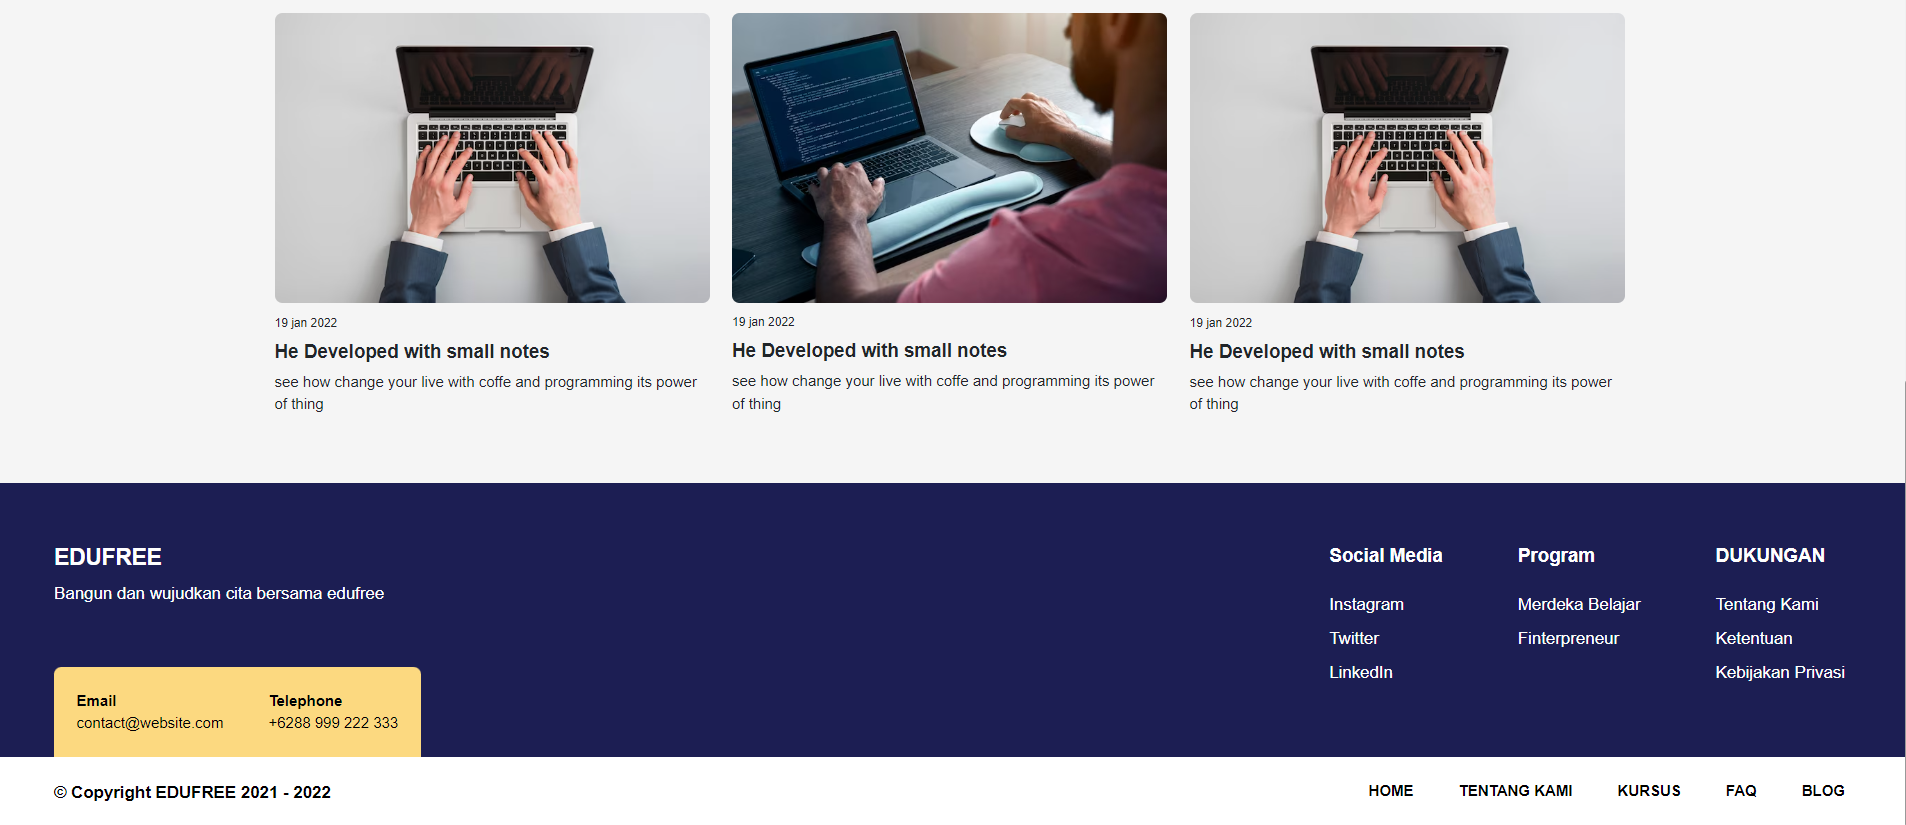 19 jan 2022
He Developed with small notes
see how change your live with coffe and programming its power
of thing
19 jan 2022
He Developed with small notes
see how change your live with coffe and programming its power
of thing
19 jan 2022
He Developed with small notes
see how change your live with coffe and programming its power
of thing
EDUFREE
Bangun dan wujudkan cita bersama edufree
Email
contact@website.com
Telephone
+6288 999 222 333
Social Media
Instagram
Twitter
LinkedIn
Program
Merdeka Belajar
Finterpreneur
DUKUNGAN
Tentang Kami
Ketentuan
Kebijakan Privasi
© Copyright EDUFREE 2021 - 2022
HOME TENTANG KAMI KURSUS FAQ BLOG